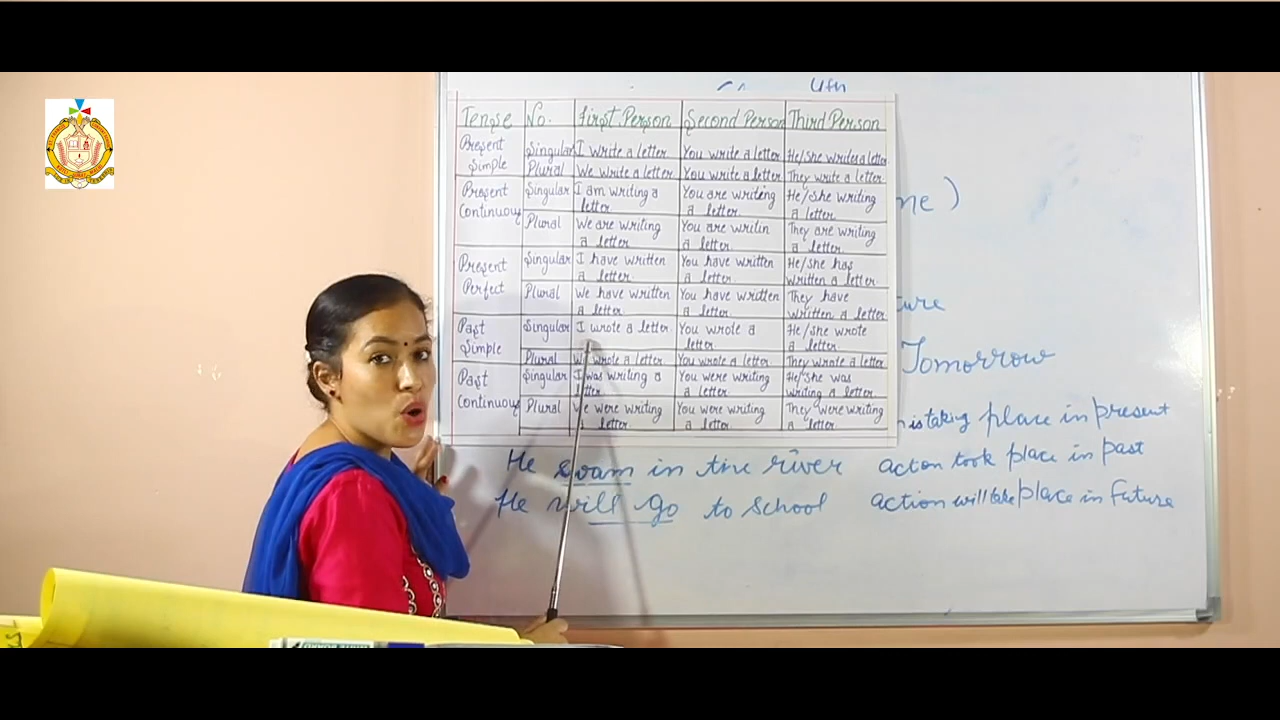 Tense No. First Person Second Person Third Person
Present Simple Singular I write a letter You write a letter He/She writes a letter
Plural We write a letter You write a letter They write a letter
Present Continuous Singular I am writing a letter You are writing a letter. He/She writing a letter.
Plural We are writing a letter. You are writin a letter. They are writing a letter.
Present Perfect Singular I have written a letter. You have written a letter. He/She has written a letter.
Plural We have written a letter. You have written a letter. They have written a letter
Past Simple Singular I wrote a letter. You wrote a letter. He/She wrote a letter.
Plural We wrote a letter You wrote a letter They wrote a letter
Past Continuous Singular I was writing a letter You were writing a letter. He/She was writing a letter.
Plural We were writing a letter You were writing a letter. They were writing a letter.
Tomorrow
is taking place in present
He swam in the river acton took place in past
He will go to School action will take place in Future